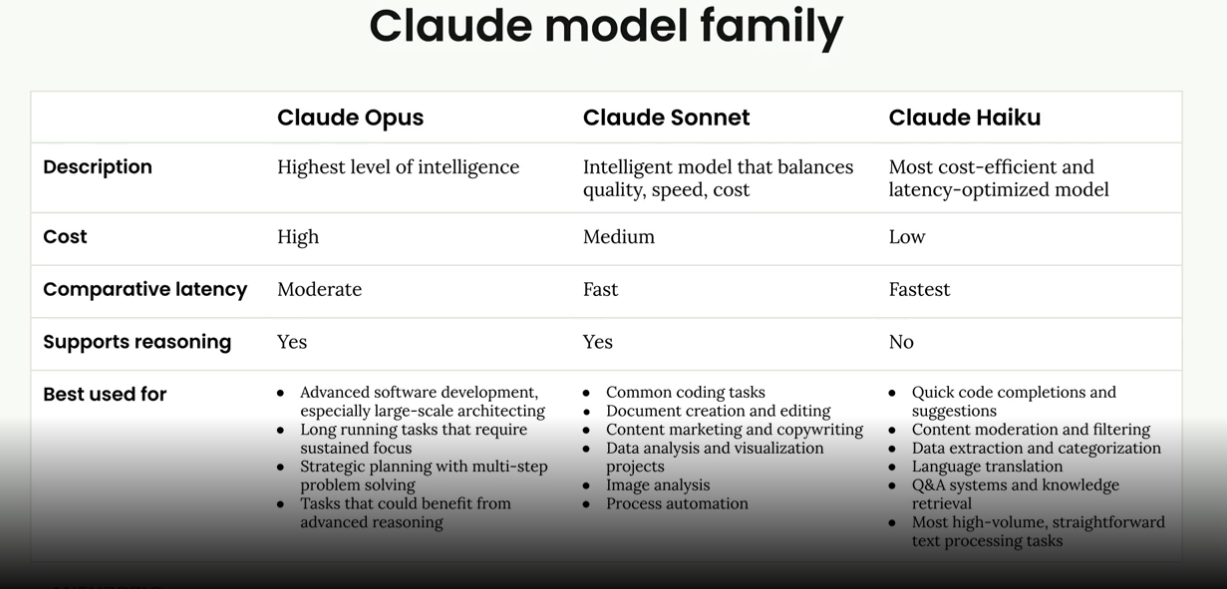 Claude model family
Claude Opus Claude Sonnet Claude Haiku
Description Highest level of intelligence Intelligent model that balances Most cost-efficient and
quality, speed, cost latency-optimized model
Cost High Medium Low
Comparative latency Moderate Fast Fastest
Supports reasoning Yes Yes No
Best used for
• Advanced software development,
especially large-scale architecting
• Long running tasks that require
sustained focus
• Strategic planning with multi-step
problem solving
• Tasks that could benefit from
advanced reasoning
• Common coding tasks
• Document creation and editing
• Content marketing and copywriting
• Data analysis and visualization
projects
• Image analysis
• Process automation
• Quick code completions and
suggestions
• Content moderation and filtering
• Data extraction and categorization
• Language translation
• Q&A systems and knowledge
retrieval
• Most high-volume, straightforward
text processing tasks